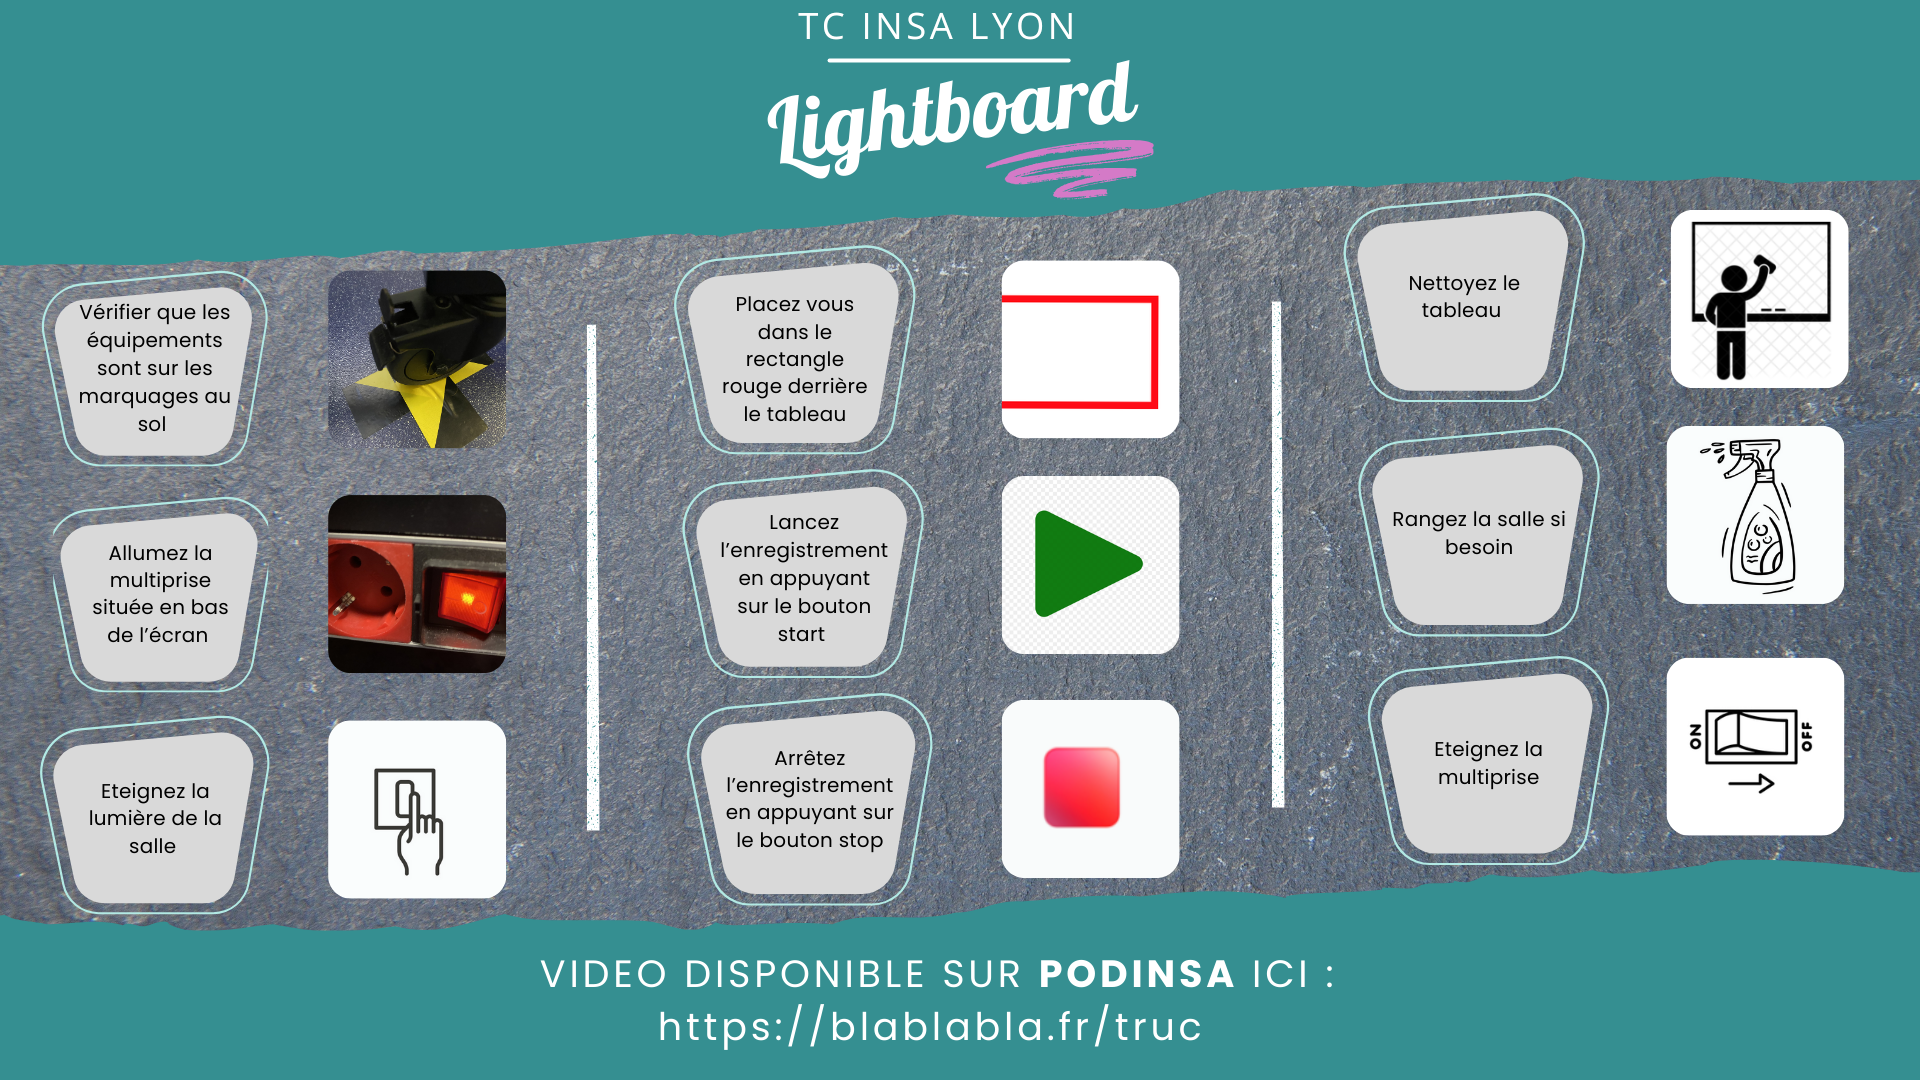 TC INSA LYON
Lightboard
Vérifier que les
équipements
sont sur les
marquages au
sol
Allumez la
multiprise
située en bas
de l’écran
Eteignez la
lumière de la
salle
Placez vous
dans le
rectangle
rouge derrière
le tableau
Lancez
l’enregistrement
en appuyant
sur le bouton
start
Arrêtez
l’enregistrement
en appuyant sur
le bouton stop
Nettoyez le
tableau
Rangez la salle si
besoin
Eteignez la
multiprise
ON
OFF
VIDEO DISPONIBLE SUR PODINSA ICI :
https://blablabla.fr/truc